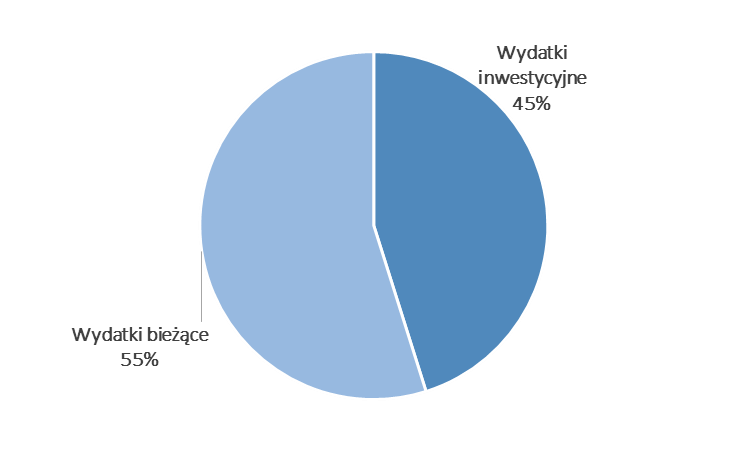 Wydatki
inwestycyjne
45%
Wydatki bieżące
55%